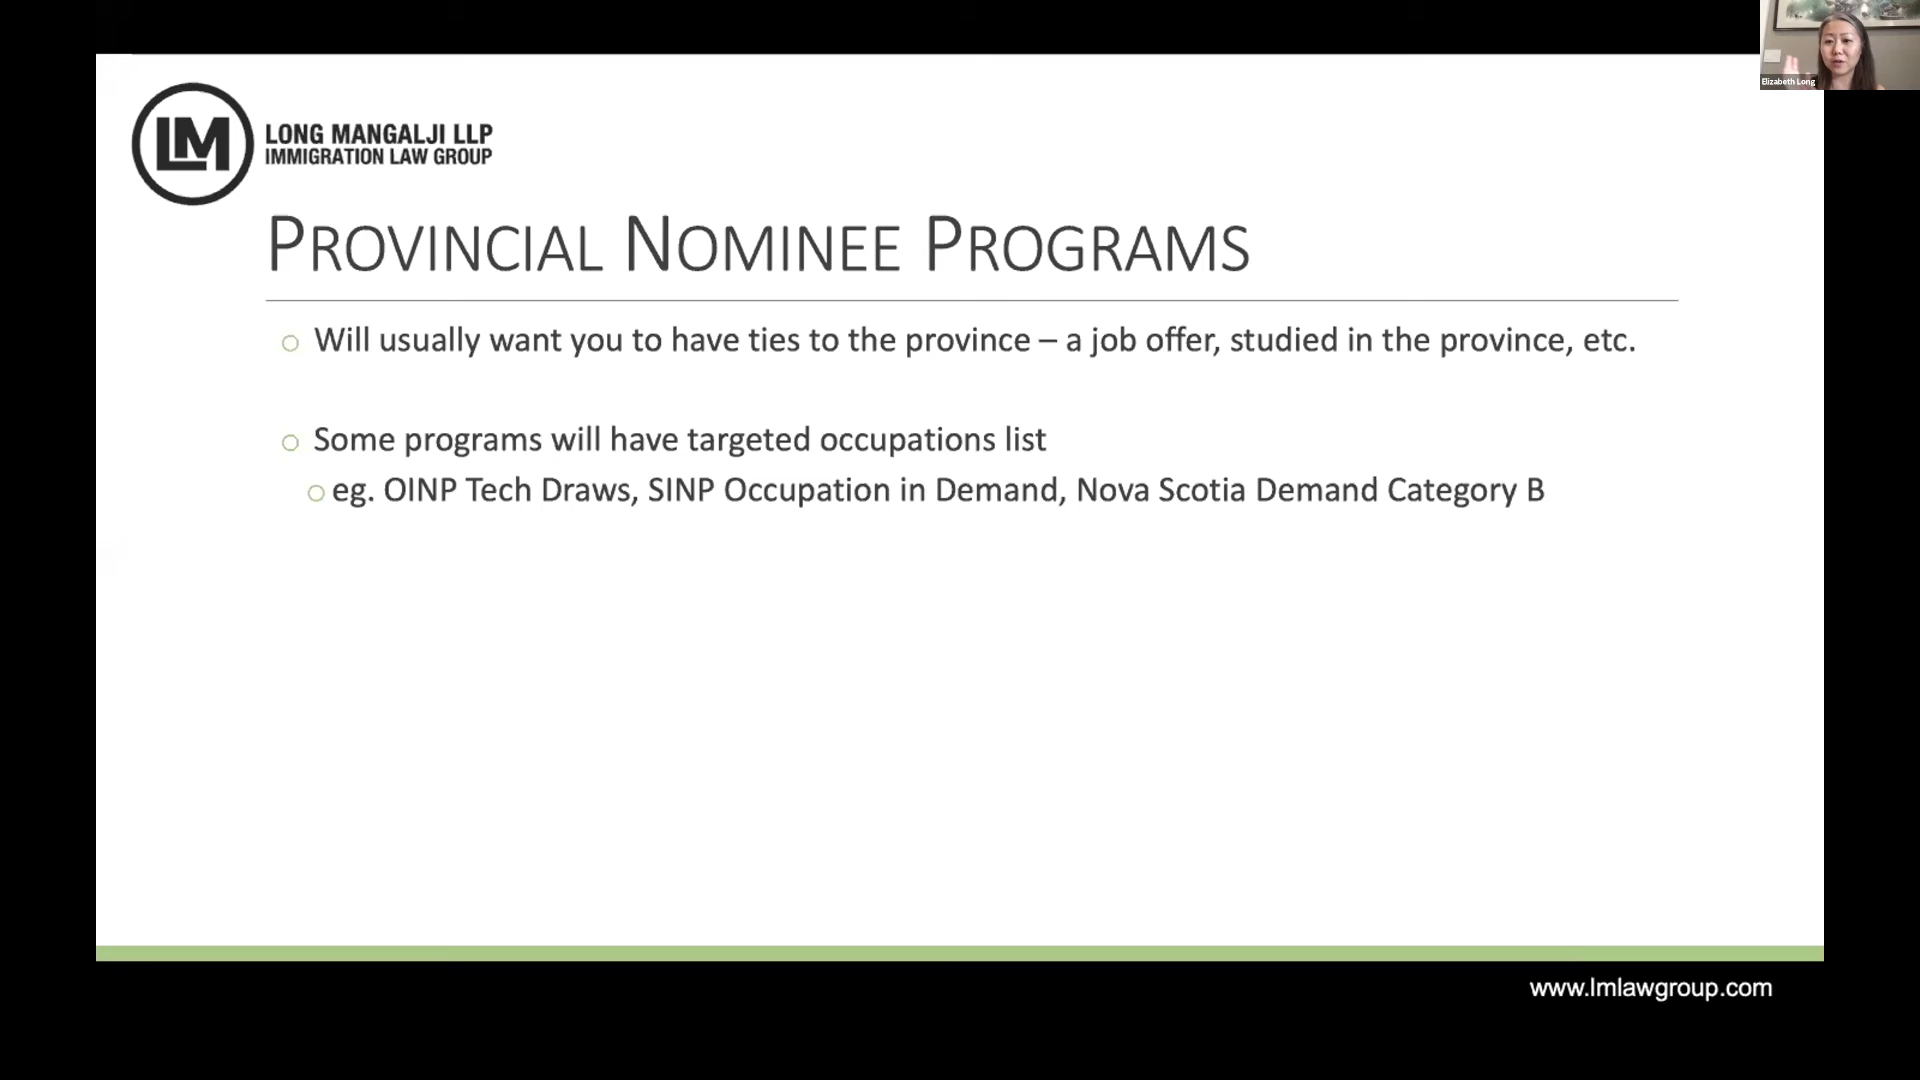 Elizabeth Long
LM
LONG MANGALJI LLP
IMMIGRATION LAW GROUP
PROVINCIAL NOMINEE PROGRAMS
Will usually want you to have ties to the province – a job offer, studied in the province, etc.
Some programs will have targeted occupations list
eg. OINP Tech Draws, SINP Occupation in Demand, Nova Scotia Demand Category B
www.lmlawgroup.com